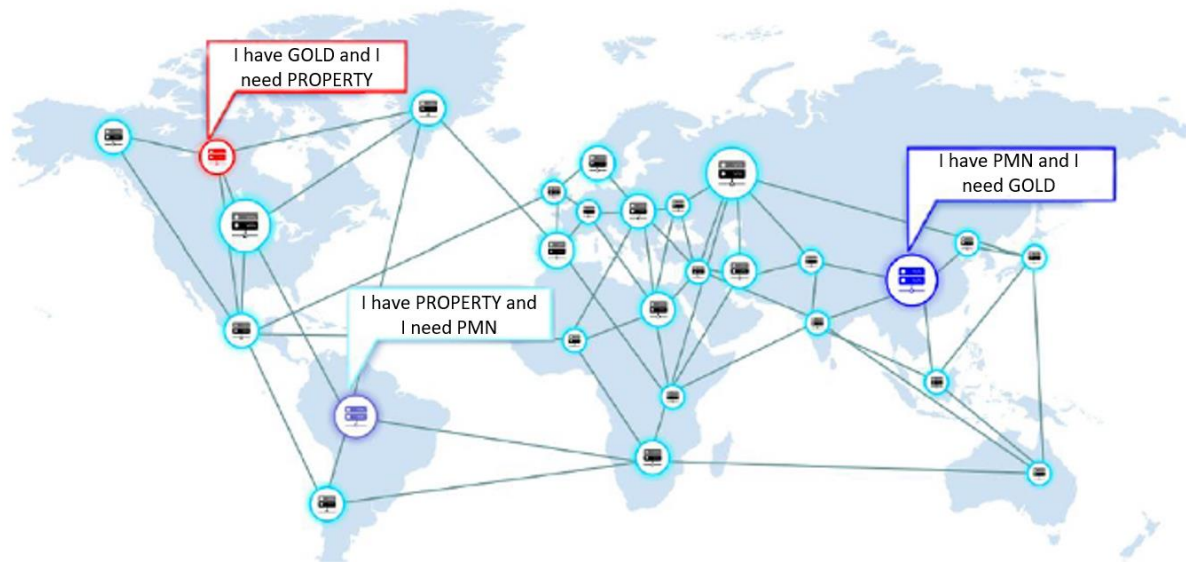 I have GOLD and I
need PROPERTY
I have PMN and I
need GOLD
I have PROPERTY and
I need PMN